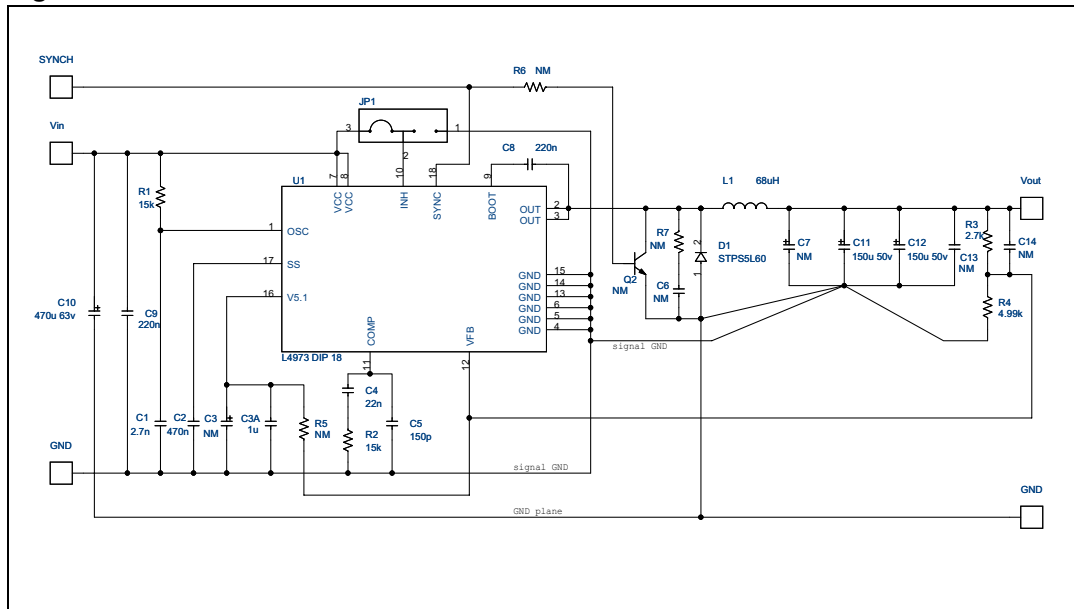 SYNCH
R6 NM
JP1
3
1
2
Vin
C8 220n
7
8
10
18
9
U1
VCC
VCC
INH
SYNC
BOOT
L1 68uH
Vout
R1
15k
OUT 2
OUT 3
1 OSC
17 SS
16 V5.1
R7
NM
2
D1
STPS5L60
1
C7
NM
C11
150u 50v
C12
150u 50v
C13
NM
R3
2.7k
C14
NM
Q2
NM
C6
NM
GND 15
GND 14
GND 13
GND 6
GND 5
GND 4
R4
4.99k
C10
470u 63v
C9
220n
COMP
VFB
signal GND
L4973 DIP 18
11
12
C4
22n
C1
2.7n
C2
470n
C3
NM
C3A
1u
R5
NM
R2
15k
C5
150p
GND
signal GND
GND
GND plane